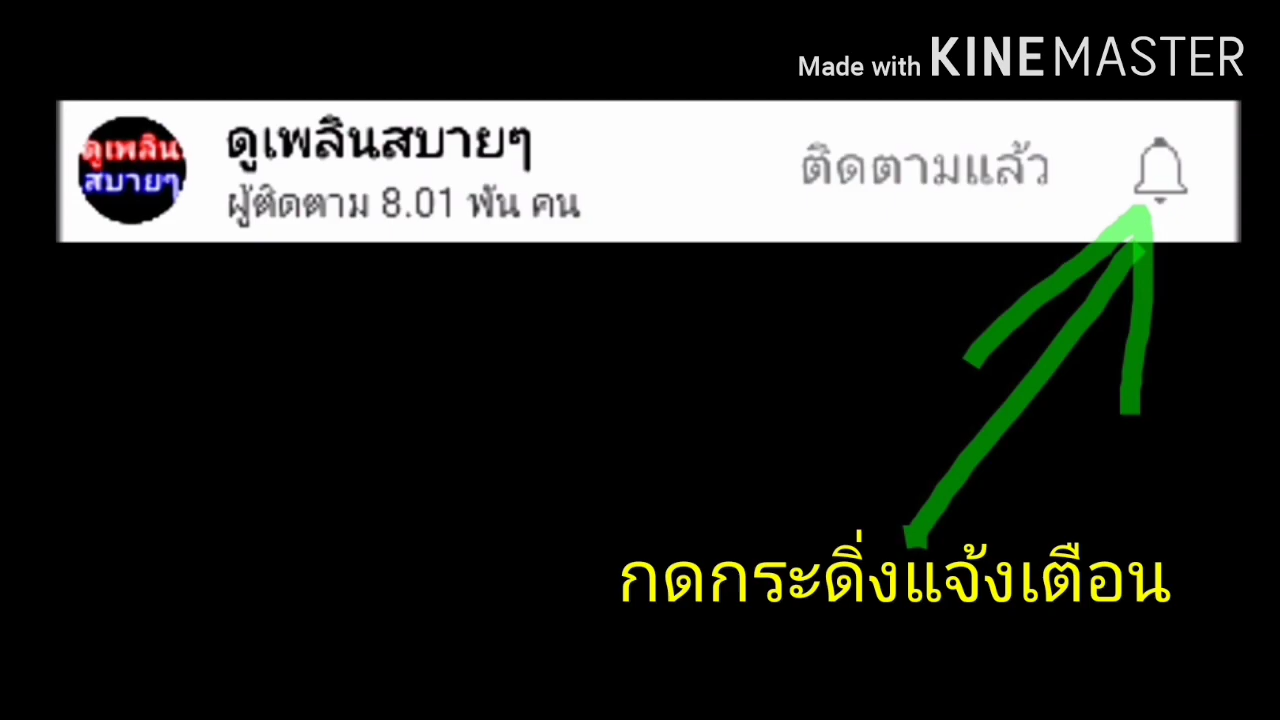 Made with KINEMASTER
ดูเพลินสบายๆ
ผู้ติดตาม 8.01 พัน คน
ติดตามแล้ว
ดูเพลิน
สบายๆ
กดกระดิ่งแจ้งเตือน